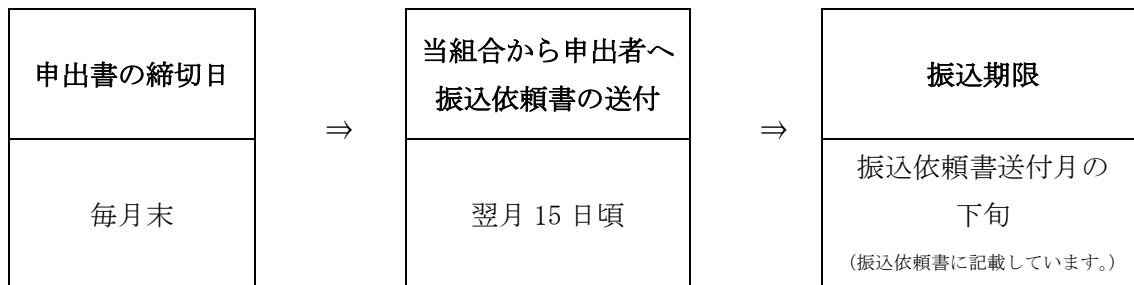 申出書の締切日
⇒
当組合から申出者へ
振込依頼書の送付
⇒
振込期限
毎月末
翌月 15 日頃
振込依頼書送付月の
下旬
（振込依頼書に記載しています。）